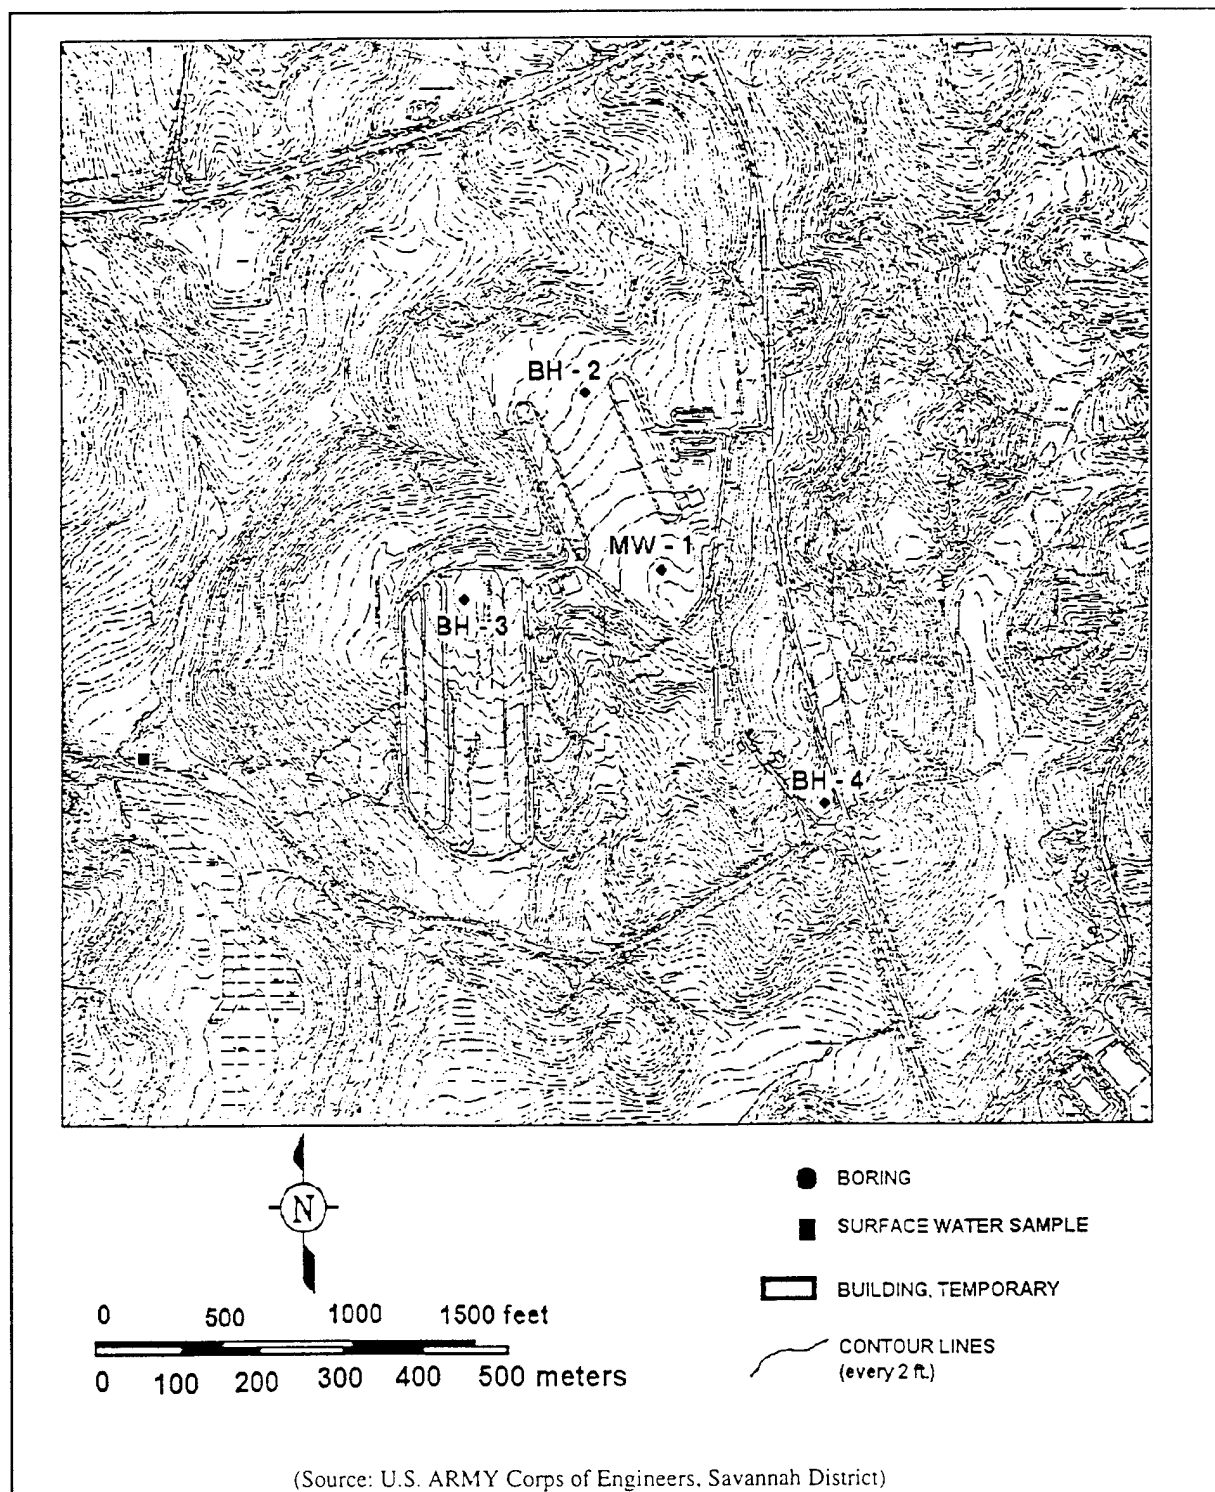 BH - 2
MW - 1
BH - 3
BH - 4
N
BORING
SURFACE WATER SAMPLE
BUILDING, TEMPORARY
CONTOUR LINES
(every 2 ft.)
0 500 1000 1500 feet
0 100 200 300 400 500 meters
(Source: U.S. ARMY Corps of Engineers, Savannah District)